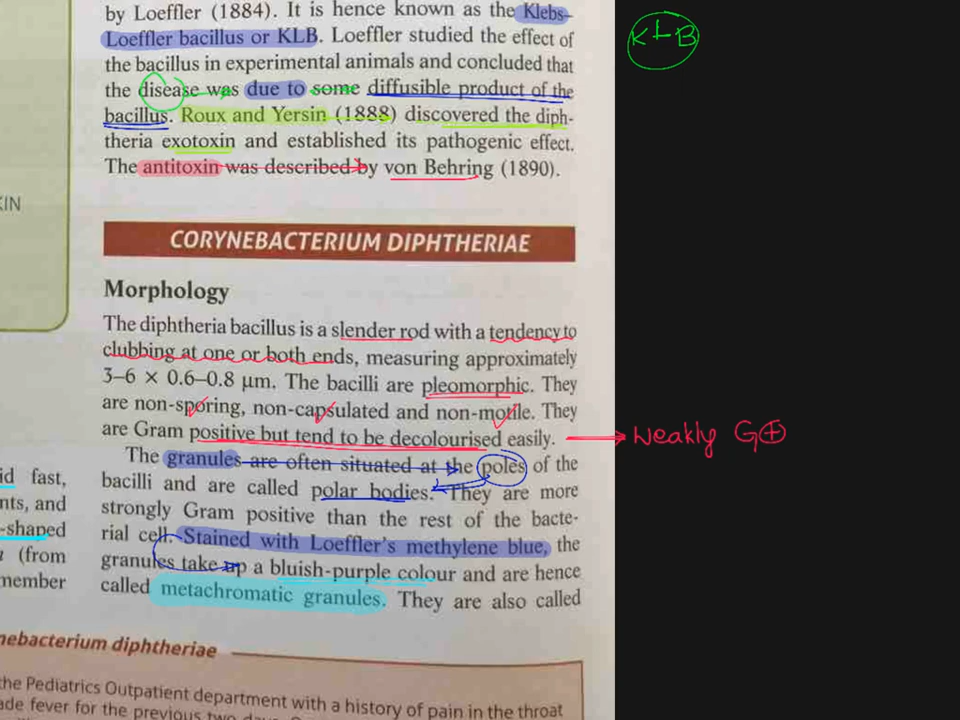 by Loeffler (1884). It is hence known as the Klebs–
Loeffler bacillus or KLB. Loeffler studied the effect of
the bacillus in experimental animals and concluded that
the disease was due to some diffusible product of the
bacillus. Roux and Yersin (1888) discovered the diph-
theria exotoxin and established its pathogenic effect.
The antitoxin was described by von Behring (1890).
KLB
KIN
CORYNEBACTERIUM DIPHTHERIAE
Morphology
The diphtheria bacillus is a slender rod with a tendency to
clubbing at one or both ends, measuring approximately
3–6 × 0.6–0.8 µm. The bacilli are pleomorphic. They
are non-sporing, non-capsulated and non-motile. They
are Gram positive but tend to be decolourised easily.
Weakly G+
The granules are often situated at the poles of the
bacilli and are called polar bodies. They are more
strongly Gram positive than the rest of the bacte-
rial cell. Stained with Loeffler's methylene blue, the
granules take up a bluish-purple colour and are hence
called metachromatic granules. They are also called
id fast,
nts, and
-shaped
(from
member
nebacterium diphtheriae
the Pediatrics Outpatient department with a history of pain in the throat
ade fever for the previous two days.